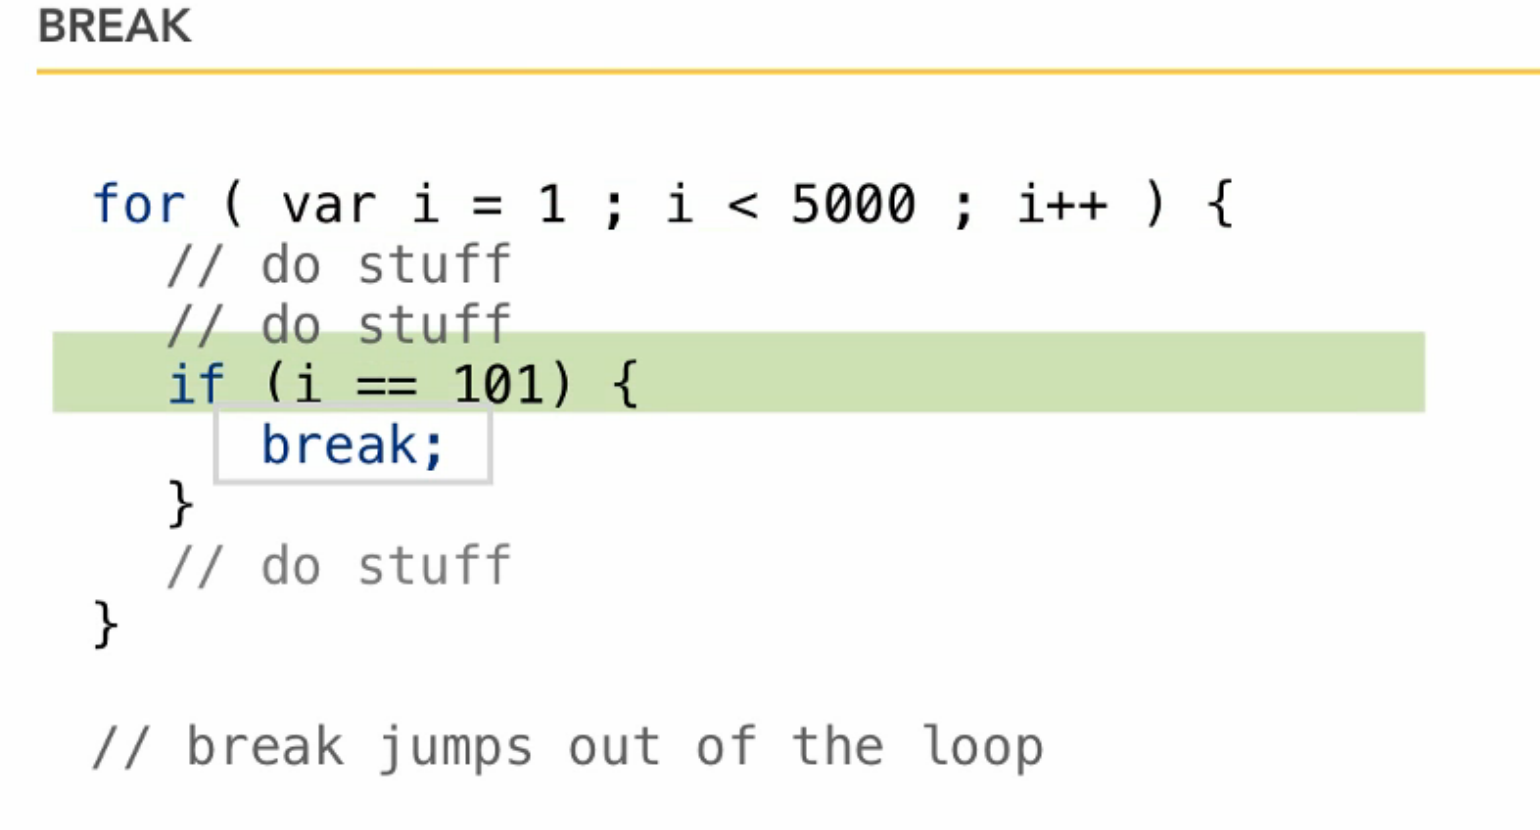 BREAK
for ( var i = 1 ; i < 5000 ; i++ ) {
// do stuff
// do stuff
if (i == 101) {
break;
}
// do stuff
}
// break jumps out of the loop